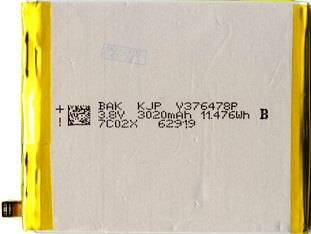 BAK KJP V376478P
3.8V 3020mAh 11.476Wh B
7C02X 62919